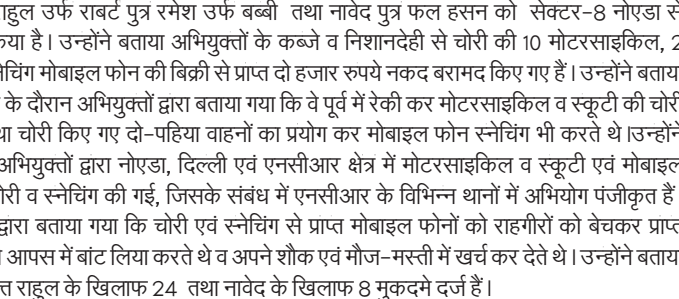 ाहुल उर्फ राबर्ट पुत्र रमेश उर्फ बब्बी तथा नावेद पुत्र फल हसन को सेक्टर-8 नोएडा से
कया है। उन्होंने बताया अभियुक्तों के कब्जे व निशानदेही से चोरी की 10 मोटरसाइकिल, 2
नेचिंग मोबाइल फोन की बिक्री से प्राप्त दो हजार रुपये नकद बरामद किए गए हैं। उन्होंने बताया
के दौरान अभियुक्तों द्वारा बताया गया कि वे पूर्व में रेकी कर मोटरसाइकिल व स्कूटी की चोरी
था चोरी किए गए दो-पहिया वाहनों का प्रयोग कर मोबाइल फोन स्नेचिंग भी करते थे।उन्होंने
अभियुक्तों द्वारा नोएडा, दिल्ली एवं एनसीआर क्षेत्र में मोटरसाइकिल व स्कूटी एवं मोबाइल
ोरी व स्नेचिंग की गई, जिसके संबंध में एनसीआर के विभिन्न थानों में अभियोग पंजीकृत हैं
द्वारा बताया गया कि चोरी एवं स्नेचिंग से प्राप्त मोबाइल फोनों को राहगीरों को बेचकर प्राप्त
आपस में बांट लिया करते थे व अपने शौक एवं मौज-मस्ती में खर्च कर देते थे। उन्होंने बताया
्त राहुल के खिलाफ 24 तथा नावेद के खिलाफ 8 मुकदमे दर्ज हैं।